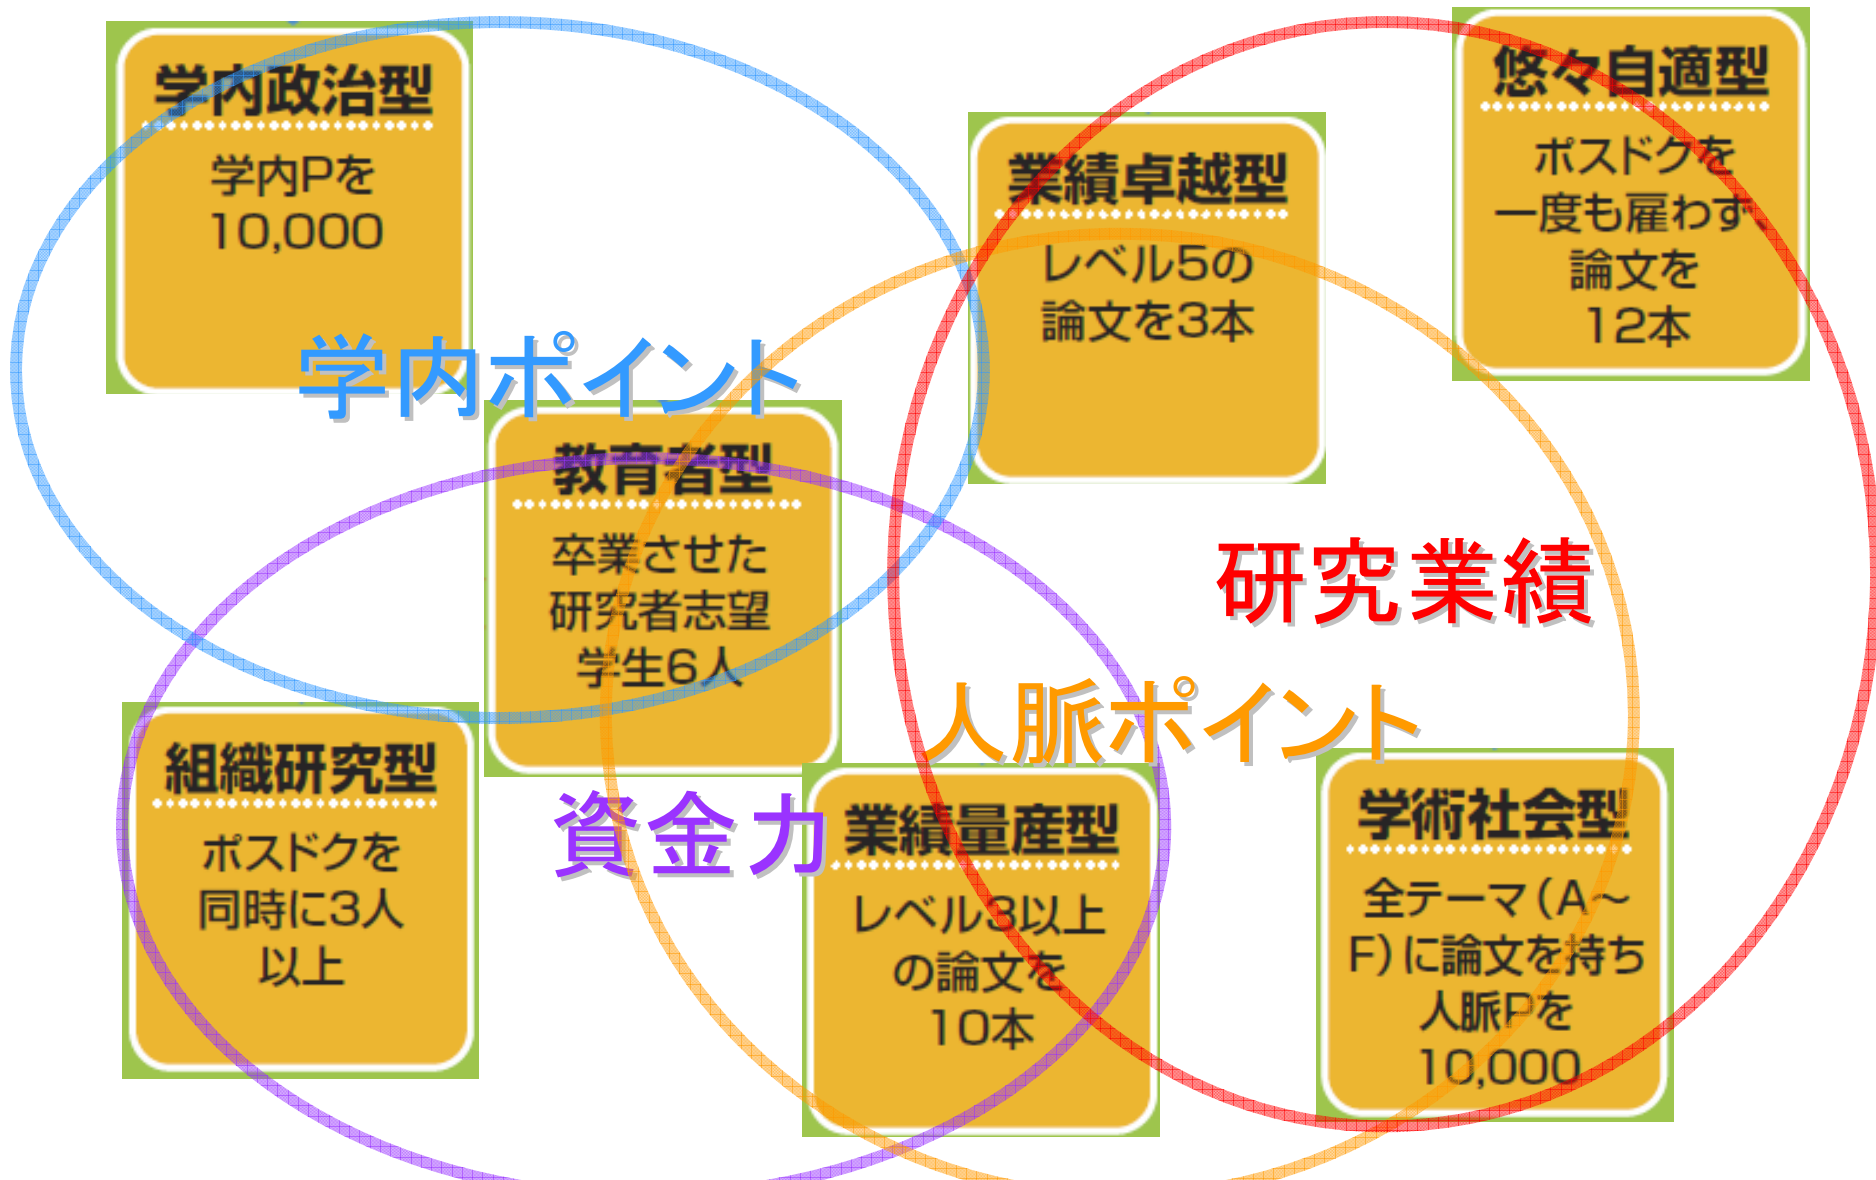 学内政治型
学内Pを
10,000
悠々自適型
ポスドクを
一度も雇わず、
論文を
12本
業績卓越型
レベル5の
論文を3本
学内ポイント
教育者型
卒業させた
研究者志望
学生6人
研究業績
人脈ポイント
組織研究型
ポスドクを
同時に3人
以上
資金力
業績量産型
レベル3以上
の論文を
10本
学術社会型
全テーマ(A～
F)に論文を持ち
人脈Pを
10,000